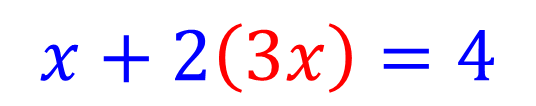 x + 2(3x) = 4